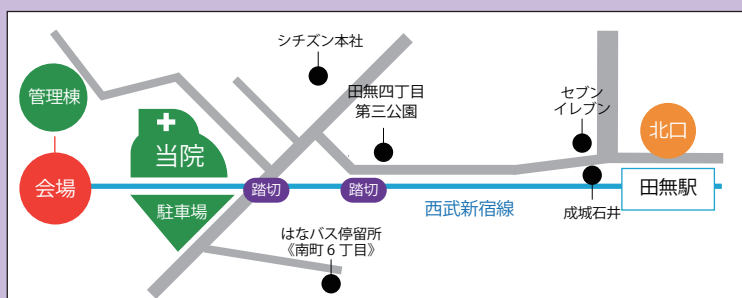 シチズン本社
管理棟
田無四丁目
第三公園
セブン
イレブン
北口
当院
会場
駐車場
踏切
踏切
田無駅
西武新宿線
成城石井
はなバス停留所
《南町6丁目》